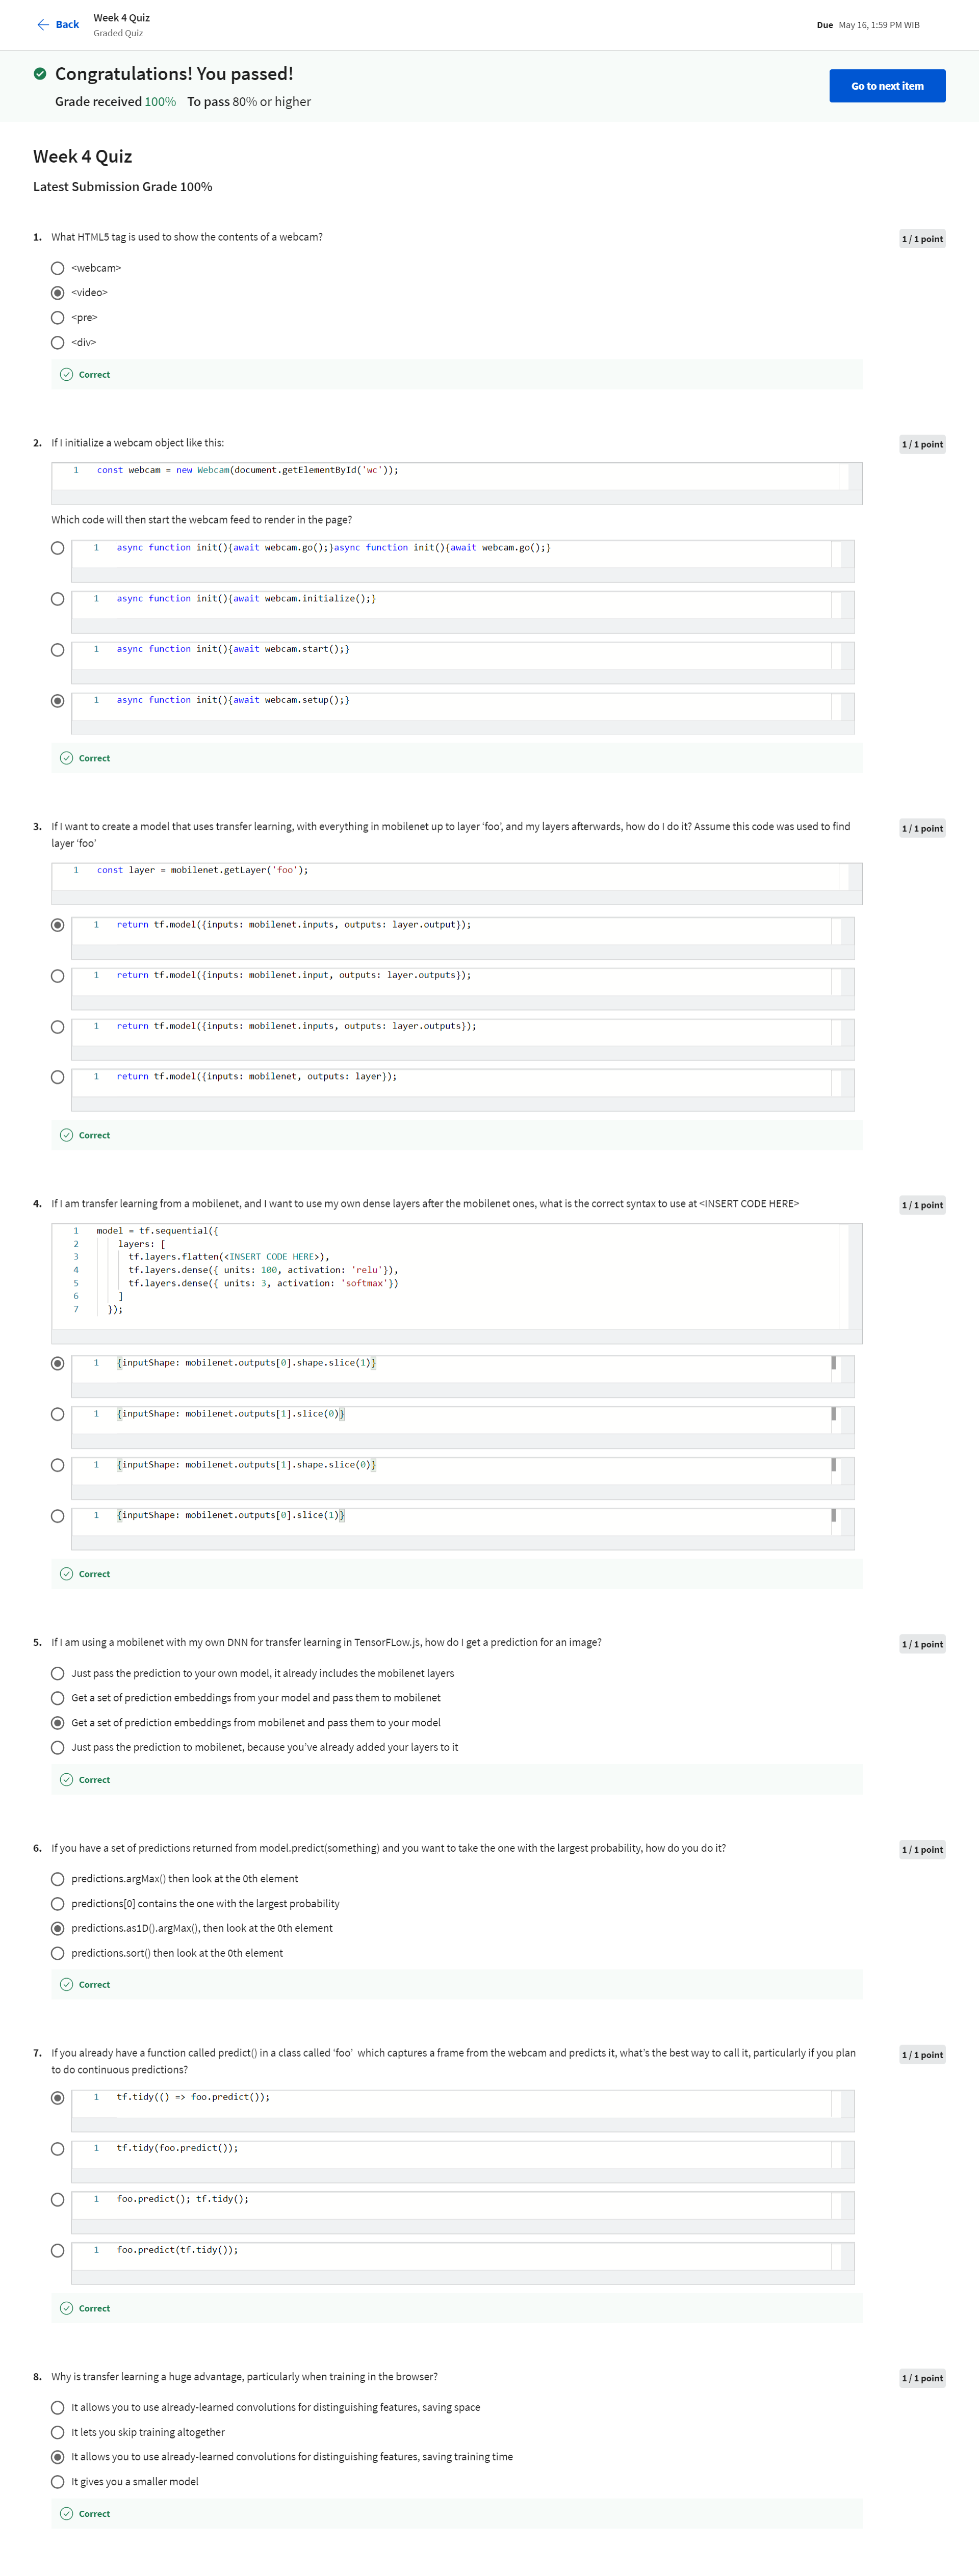 Back
Week 4 Quiz
Graded Quiz
Due May 16, 1:59 PM WIB
Congratulations! You passed!
Grade received 100% To pass 80% or higher
Go to next item
Week 4 Quiz
Latest Submission Grade 100%
1. What HTML5 tag is used to show the contents of a webcam?
1 / 1 point
<webcam>
<video>
<pre>
<div>
Correct
2. If I initialize a webcam object like this:
1 / 1 point
1 const webcam = new Webcam(document.getElementById('wc'));
Which code will then start the webcam feed to render in the page?
1 async function init(){await webcam.go();}async function init(){await webcam.go();}
1 async function init(){await webcam.initialize();}
1 async function init(){await webcam.start();}
1 async function init(){await webcam.setup();}
Correct
3. If I want to create a model that uses transfer learning, with everything in mobilenet up to layer ‘foo’, and my layers afterwards, how do I do it? Assume this code was used to find
layer ‘foo’
1 / 1 point
1 const layer = mobilenet.getLayer('foo');
1 return tf.model({inputs: mobilenet.inputs, outputs: layer.output});
1 return tf.model({inputs: mobilenet.input, outputs: layer.outputs});
1 return tf.model({inputs: mobilenet.inputs, outputs: layer.outputs});
1 return tf.model({inputs: mobilenet, outputs: layer});
Correct
4. If I am transfer learning from a mobilenet, and I want to use my own dense layers after the mobilenet ones, what is the correct syntax to use at <INSERT CODE HERE>
1 / 1 point
1 model = tf.sequential({
2 layers: [
3 tf.layers.flatten(<INSERT CODE HERE>),
4 tf.layers.dense({ units: 100, activation: 'relu'}),
5 tf.layers.dense({ units: 3, activation: 'softmax'})
6 ]
7 });
1 {inputShape: mobilenet.outputs[0].shape.slice(1)}
1 {inputShape: mobilenet.outputs[1].slice(0)}
1 {inputShape: mobilenet.outputs[1].shape.slice(0)}
1 {inputShape: mobilenet.outputs[0].slice(1)}
Correct
5. If I am using a mobilenet with my own DNN for transfer learning in TensorFLow.js, how do I get a prediction for an image?
1 / 1 point
Just pass the prediction to your own model, it already includes the mobilenet layers
Get a set of prediction embeddings from your model and pass them to mobilenet
Get a set of prediction embeddings from mobilenet and pass them to your model
Just pass the prediction to mobilenet, because you’ve already added your layers to it
Correct
6. If you have a set of predictions returned from model.predict(something) and you want to take the one with the largest probability, how do you do it?
1 / 1 point
predictions.argMax() then look at the 0th element
predictions[0] contains the one with the largest probability
predictions.as1D().argMax(), then look at the 0th element
predictions.sort() then look at the 0th element
Correct
7. If you already have a function called predict() in a class called ‘foo’ which captures a frame from the webcam and predicts it, what’s the best way to call it, particularly if you plan
to do continuous predictions?
1 / 1 point
1 tf.tidy(() => foo.predict());
1 tf.tidy(foo.predict());
1 foo.predict(); tf.tidy();
1 foo.predict(tf.tidy());
Correct
8. Why is transfer learning a huge advantage, particularly when training in the browser?
1 / 1 point
It allows you to use already-learned convolutions for distinguishing features, saving space
It lets you skip training altogether
It allows you to use already-learned convolutions for distinguishing features, saving training time
It gives you a smaller model
Correct